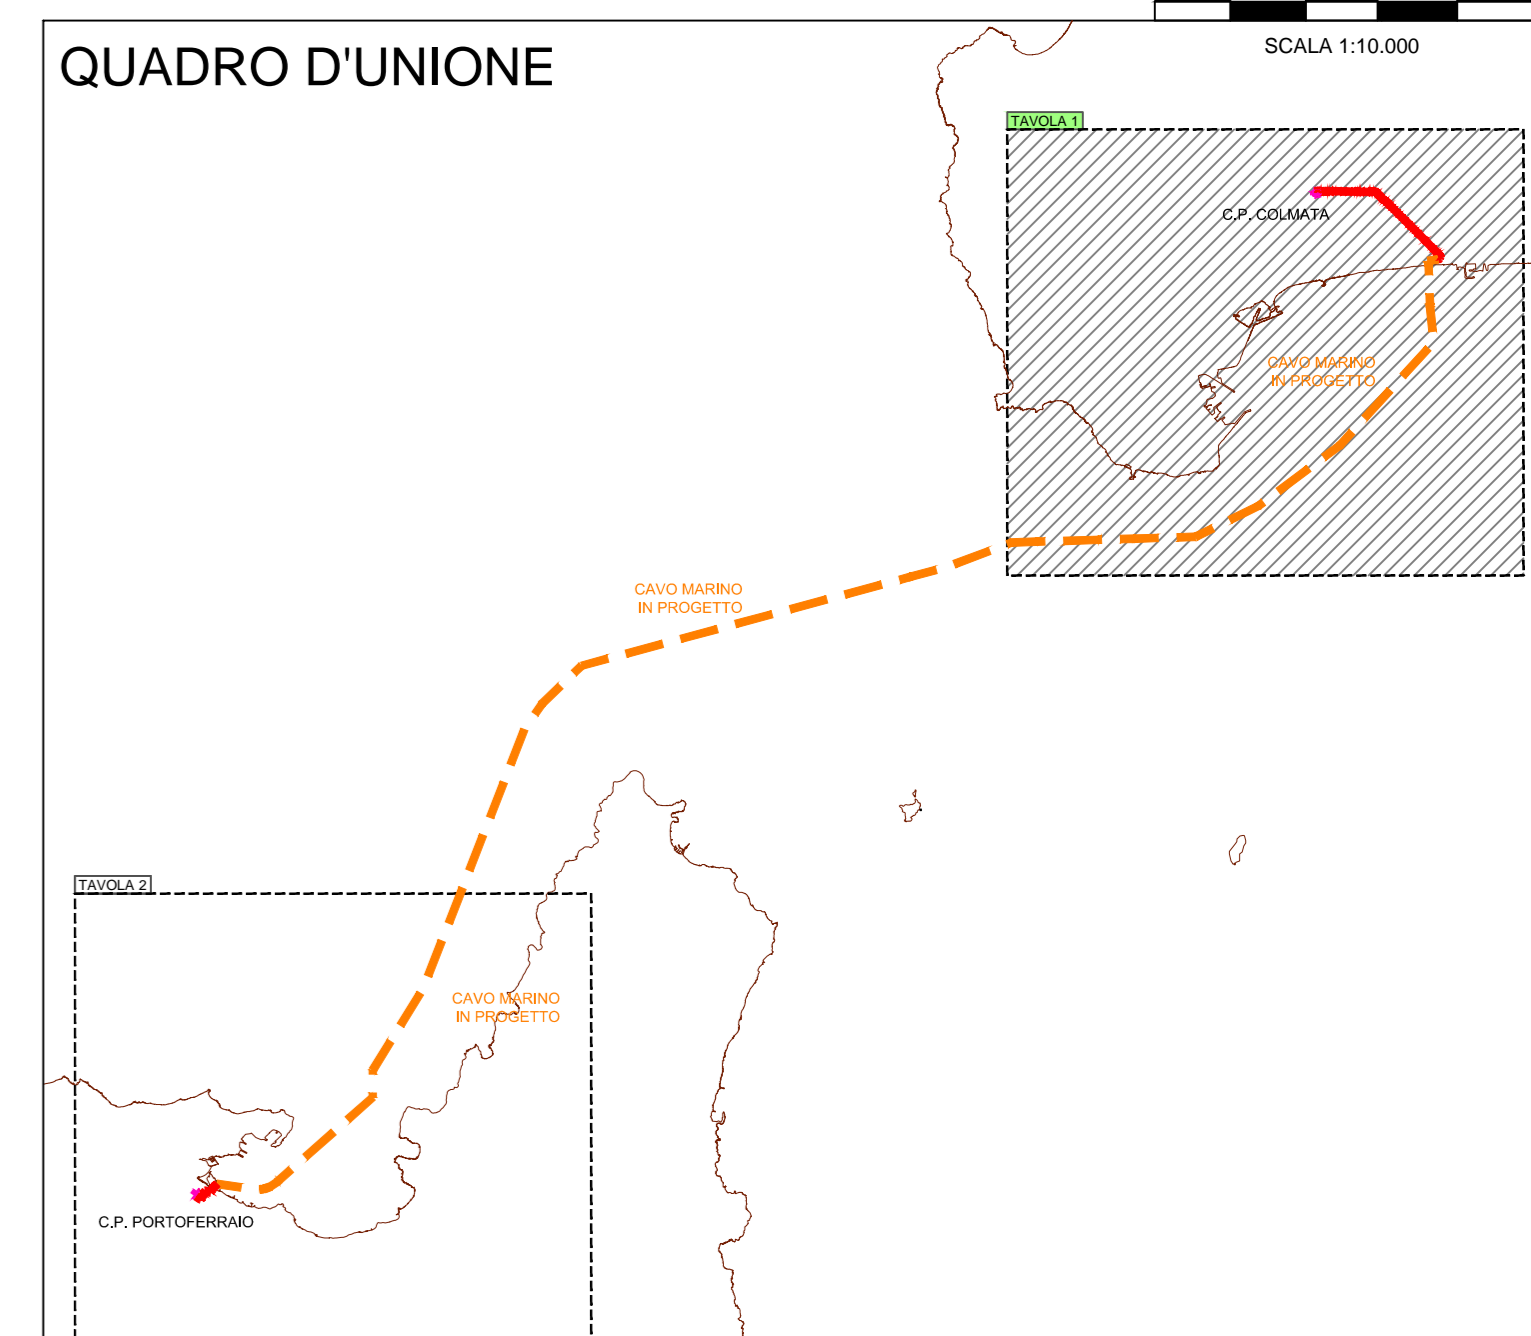 SCALA 1:10.000
QUADRO D'UNIONE
TAVOLA 1
C.P. COLMATA
CAVO MARINO
IN PROGETTO
CAVO MARINO
IN PROGETTO
TAVOLA 2
CAVO MARINO
IN PROGETTO
C.P. PORTOFERRAIO